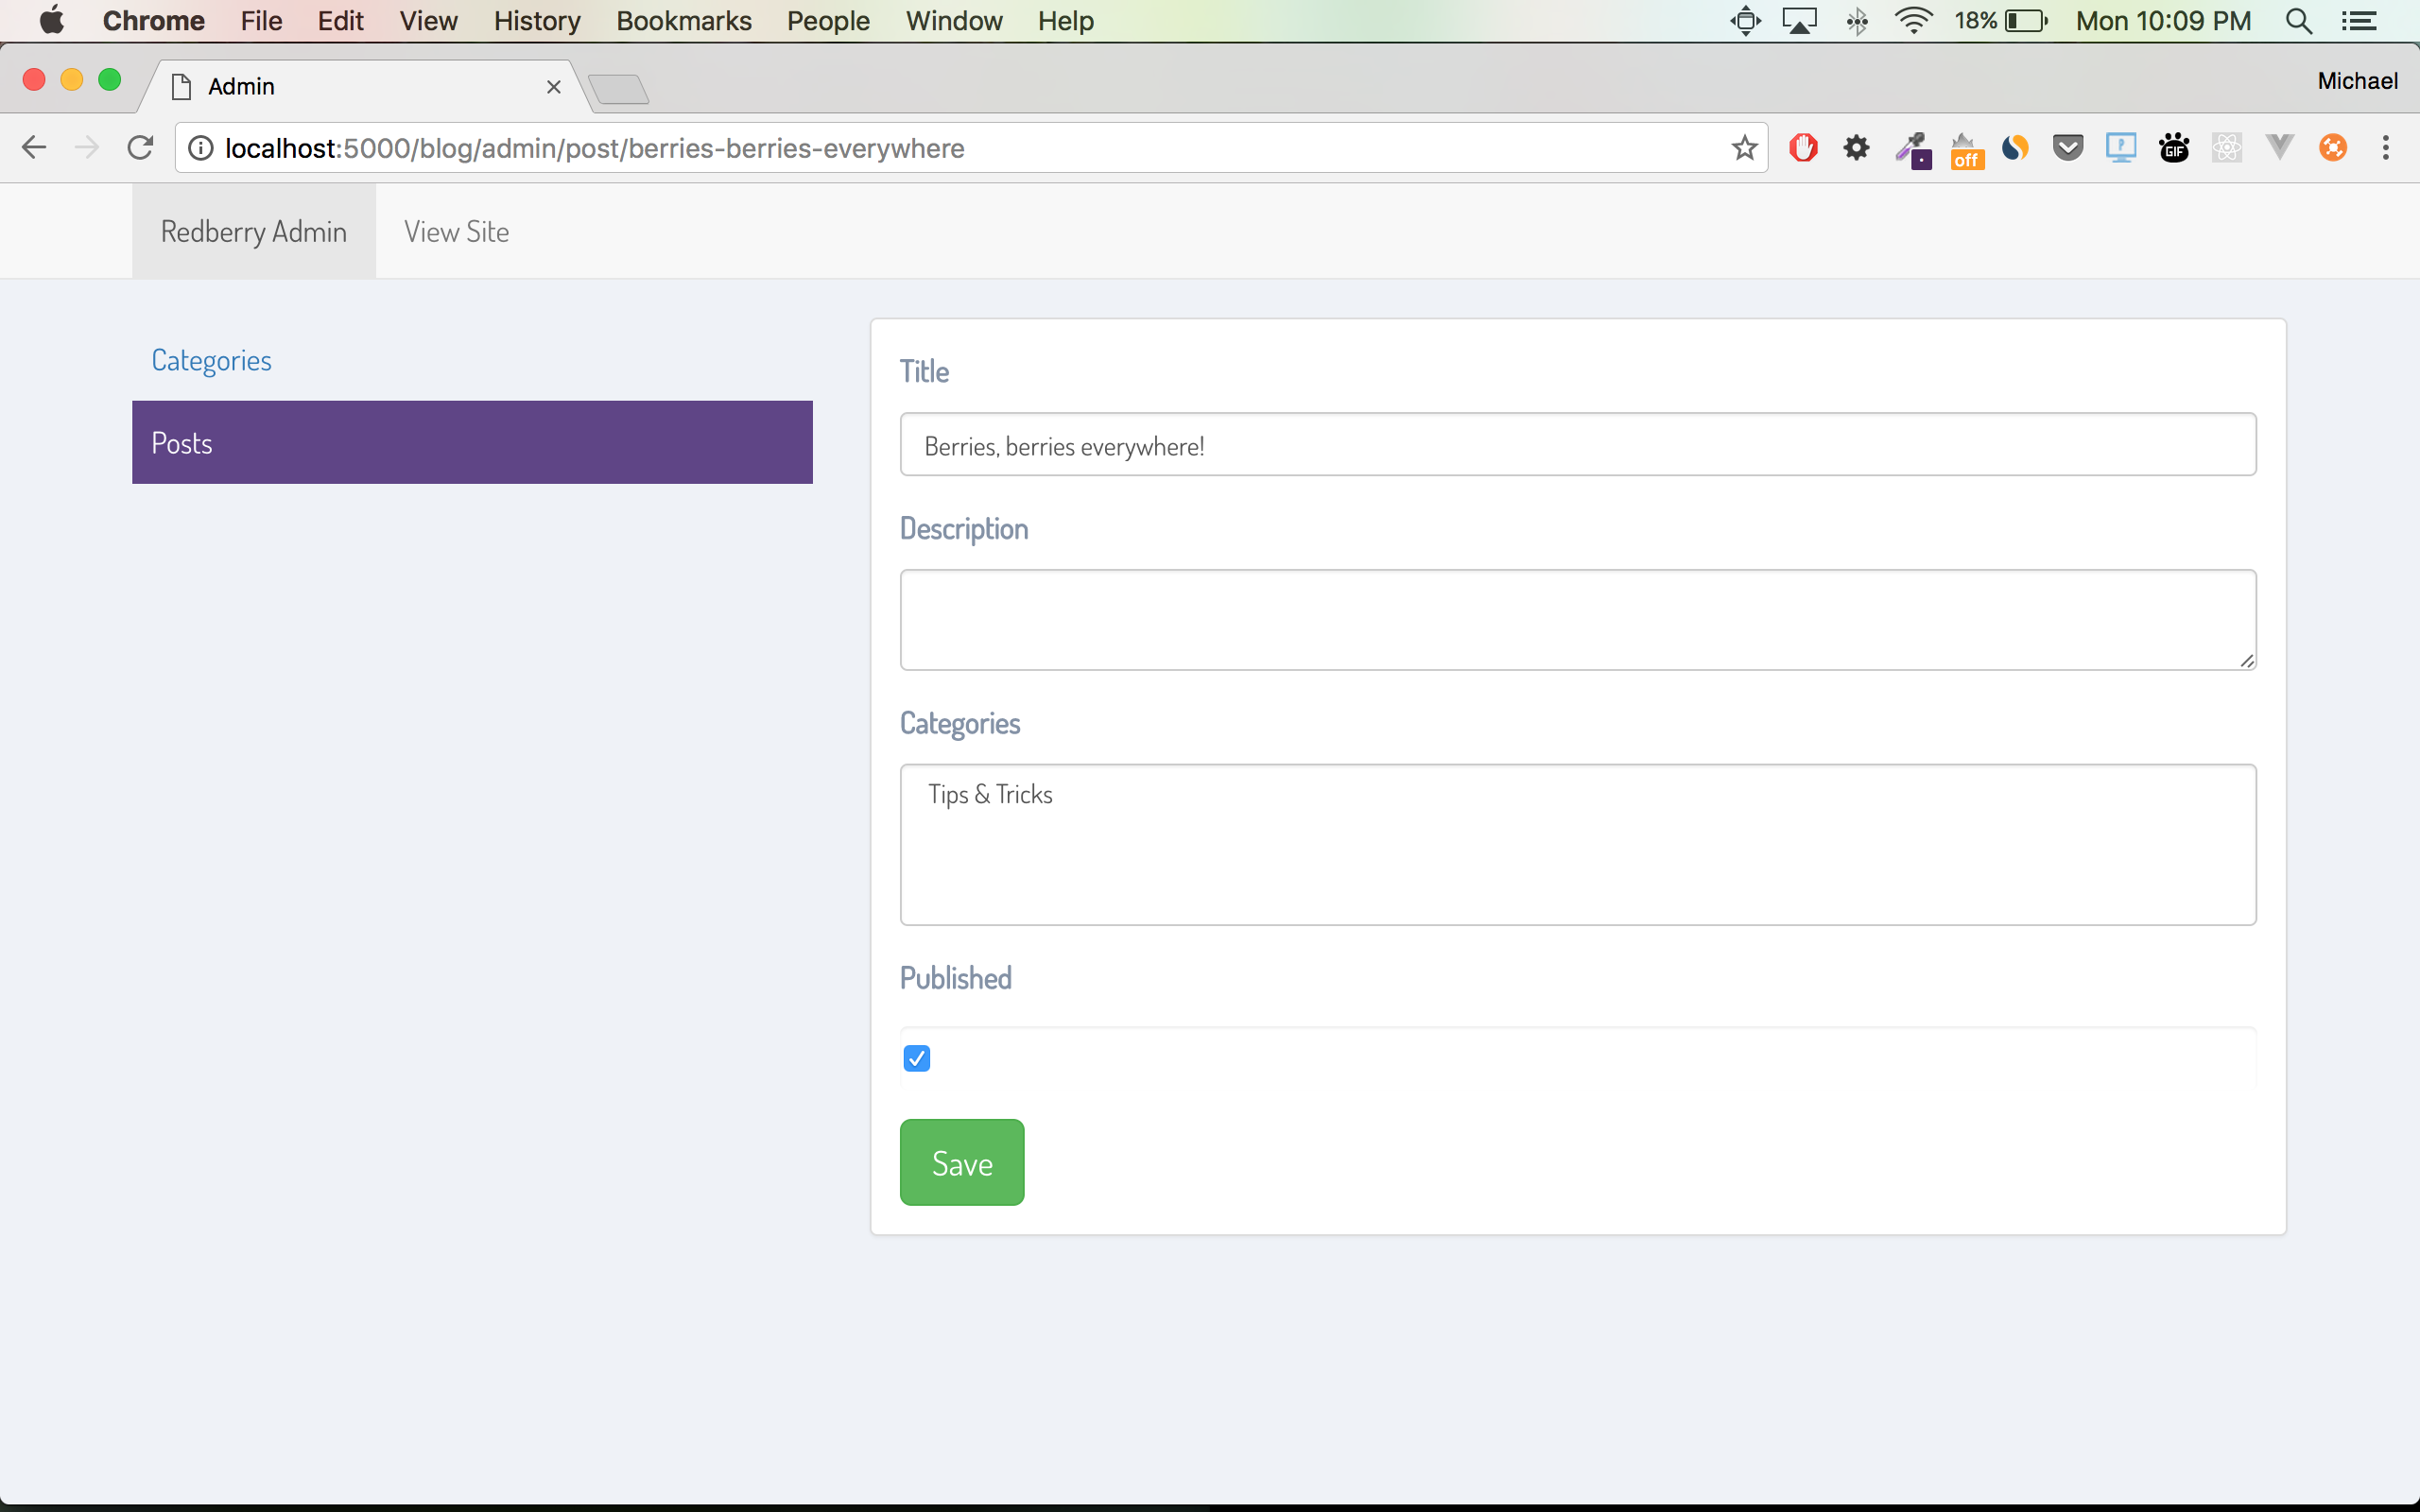 Chrome File Edit View History Bookmarks People Window Help 18% Mon 10:09 PM
Admin Michael
localhost:5000/blog/admin/post/berries-berries-everywhere off P GIF
Redberry Admin View Site
Categories
Posts
Title
Berries, berries everywhere!
Description
Categories
Tips & Tricks
Published
Save